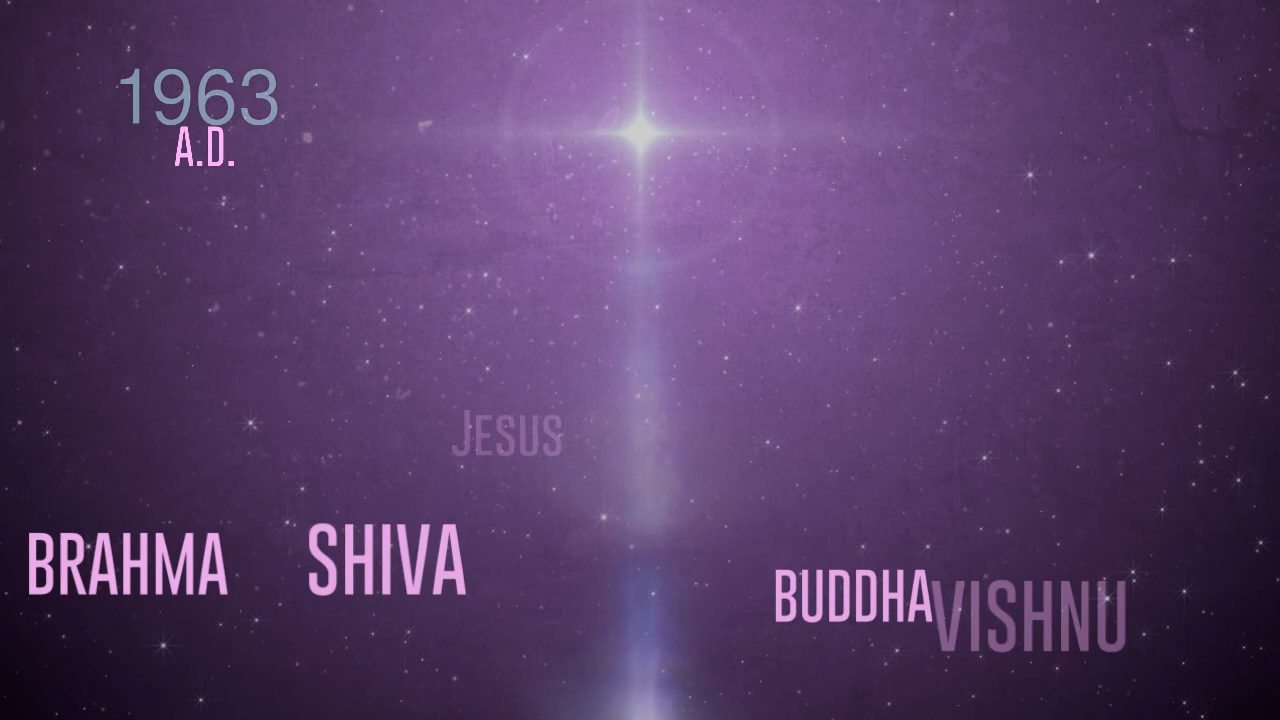 1963
A.D.
JESUS
BRAHMA SHIVA
BUDDHA VISHNU